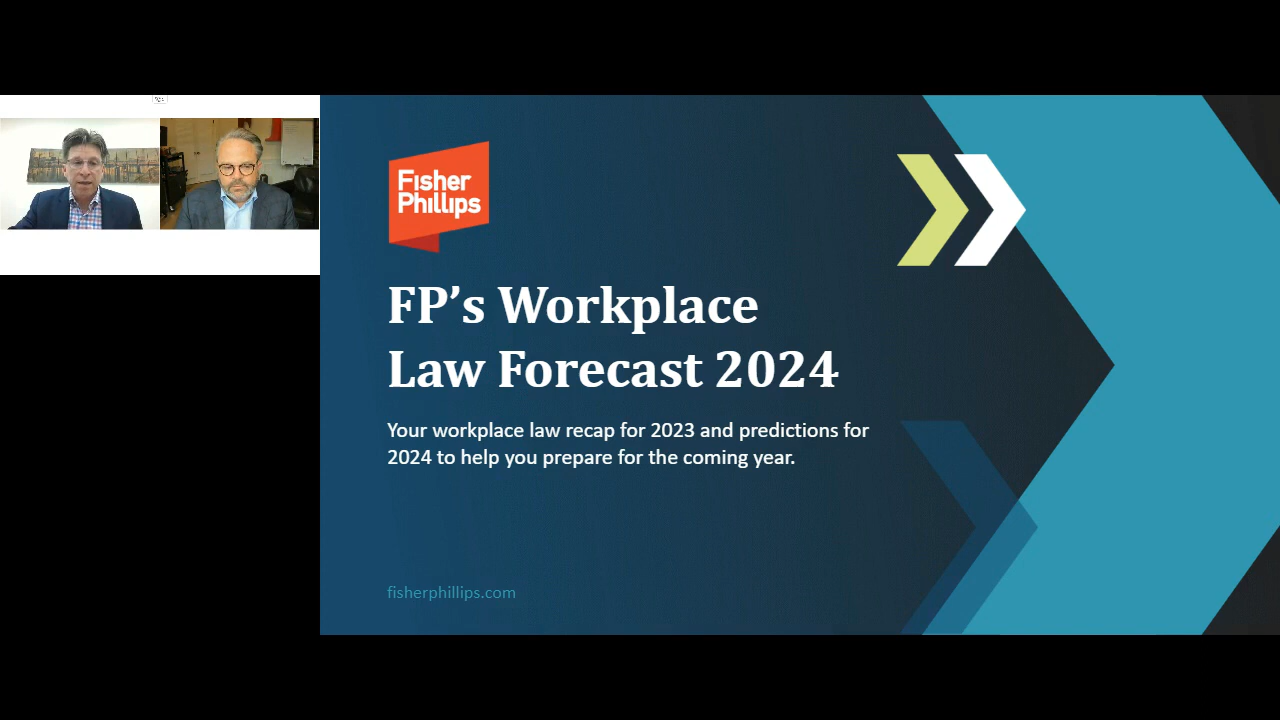 Fisher
Phillips
FP’s Workplace
Law Forecast 2024
Your workplace law recap for 2023 and predictions for
2024 to help you prepare for the coming year.
fisherphillips.com